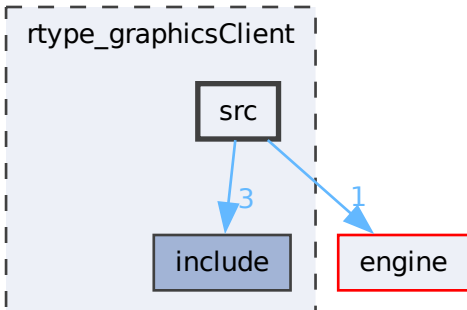 rtype_graphicsClient
src
3
1
include
engine